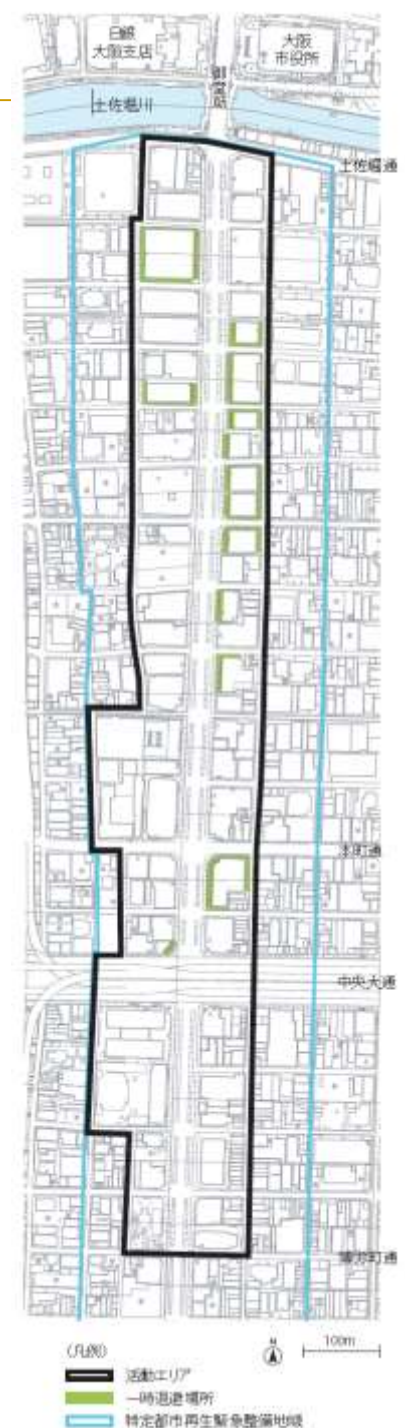 日銀
大阪支店
大阪
市役所
御堂筋
土佐堀川
土佐堀通
本町通
中央大通
博労町通
(凡例)
N
100m
活動エリア
一時退避場所
特定都市再生緊急整備地域